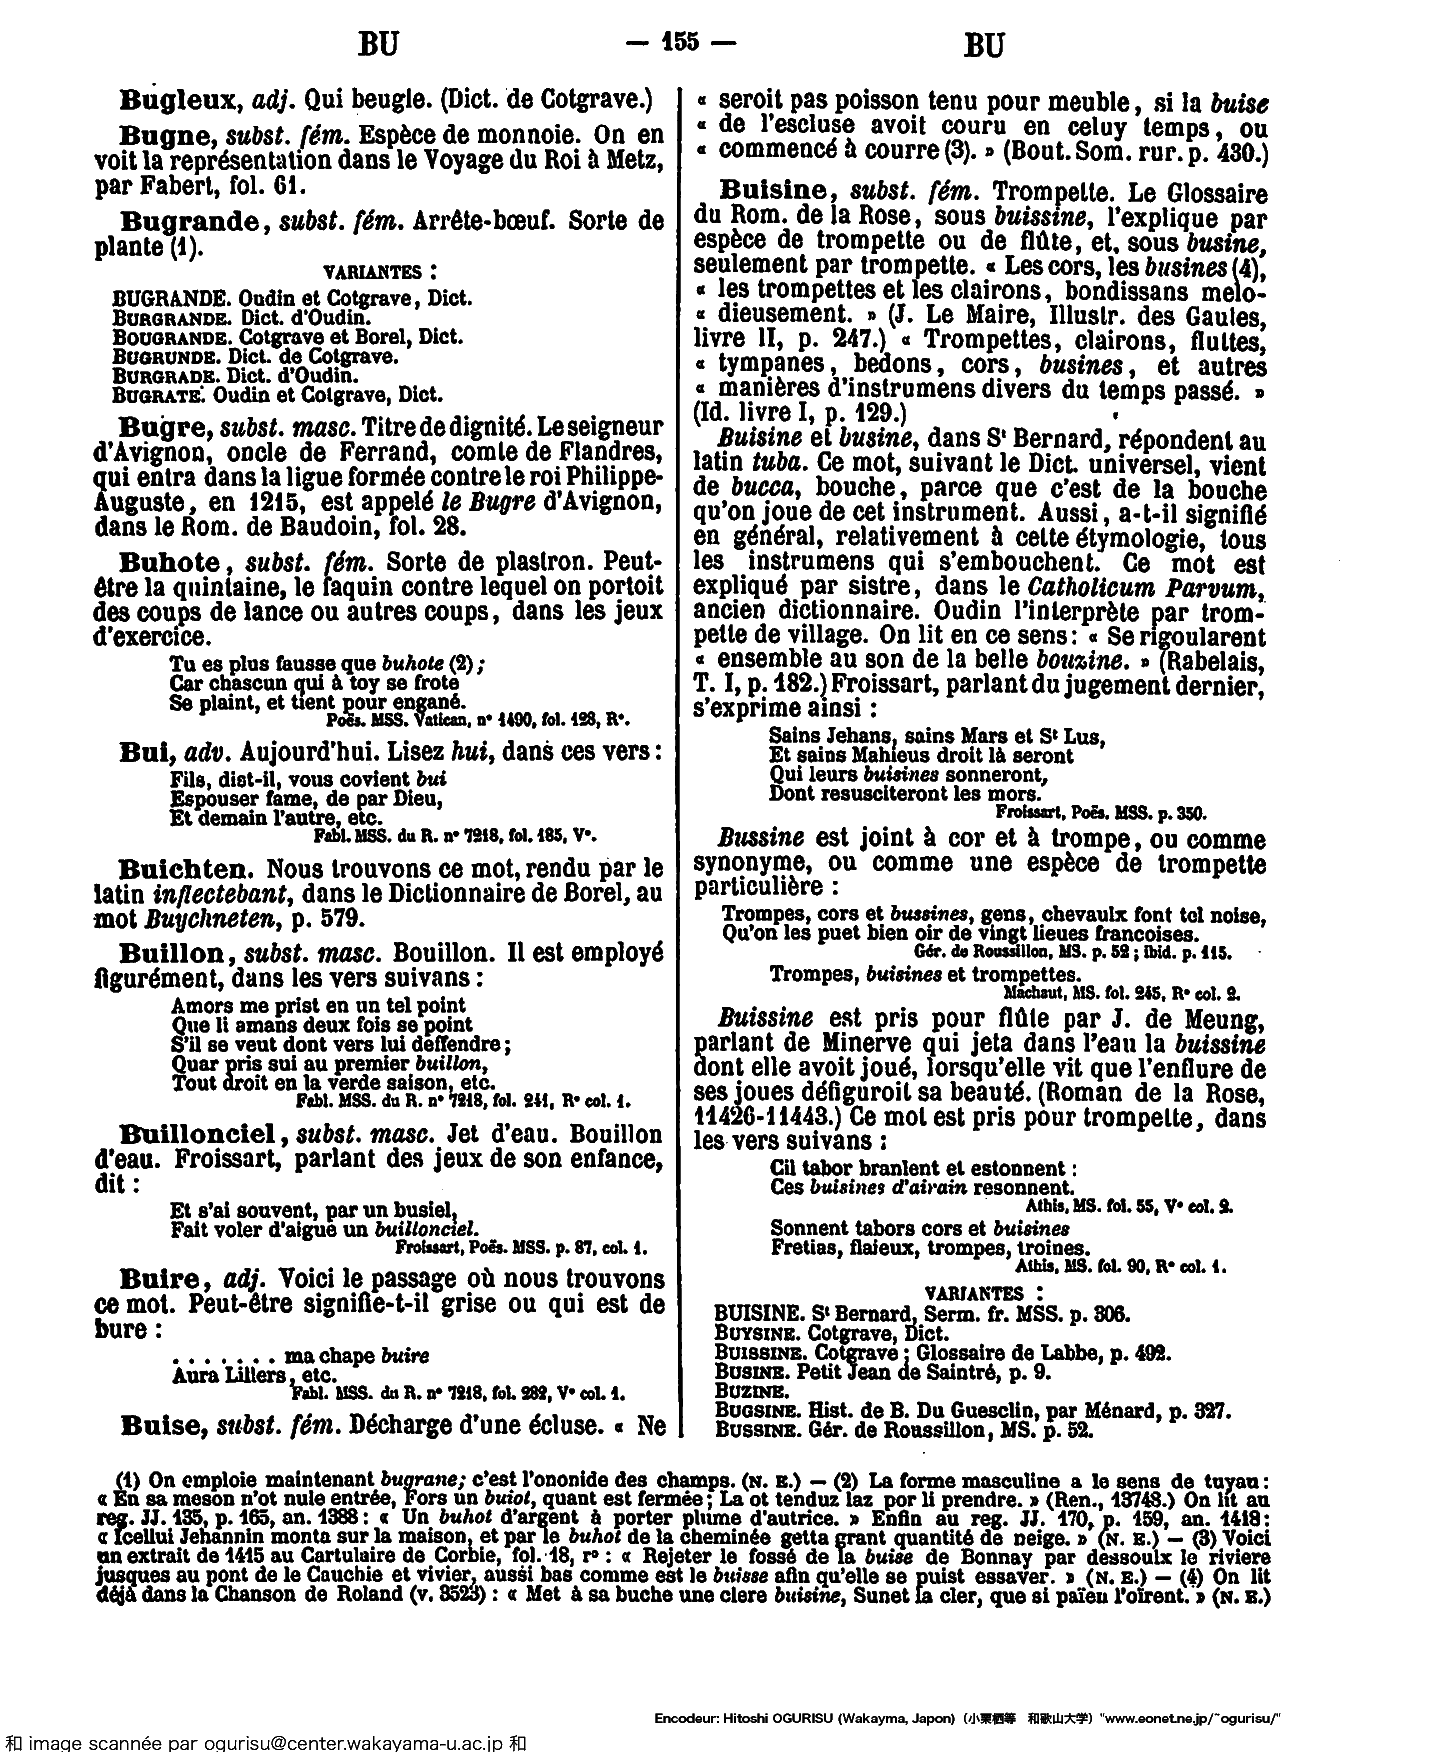 BU — 155 — BU
Bugleux, adj. Qui beugle. (Dict. de Cotgrave.)
Bugne, subst. fém. Espèce de monnoie. On en
voit la représentation dans le Voyage du Roi à Metz,
par Fabert, fol. 61.
Bugrande, subst. fém. Arrête-bœuf. Sorte de
plante (1).
VARIANTES :
BUGRANDE. Oudin et Cotgrave, Dict.
BURGRANDE. Dict. d'Oudin.
BOUGRANDE. Cotgrave et Borel, Dict.
BUGRUNDE. Dict. de Cotgrave.
BURGRADE. Dict. d'Oudin.
BUGRATE. Oudin et Cotgrave, Dict.
Bugre, subst. masc. Titre de dignité. Le seigneur
d'Avignon, oncle de Ferrand, comte de Flandres,
qui entra dans la ligue formée contre le roi Philippe-
Auguste, en 1215, est appelé le Bugre d'Avignon,
dans le Rom. de Baudoin, fol. 28.
Buhote, subst. fém. Sorte de plastron. Peut-
être la quintaine, le faquin contre lequel on portoit
des coups de lance ou autres coups, dans les jeux
d'exercice.
Tu es plus fausse que buhote (2) ;
Car chascun qui à toy se frote
Se plaint, et tient pour engané.
Poës. MSS. Vatican, n° 1490, fol. 128, R°.
Bui, adv. Aujourd'hui. Lisez hui, dans ces vers :
Fils, dist-il, vous covient bui
Espouser fame, de par Dieu,
Et demain l'autre, etc.
Fabl. MSS. du R. n° 7218, fol. 185, V°.
Buichten. Nous trouvons ce mot, rendu par le
latin inflectebant, dans le Dictionnaire de Borel, au
mot Buychneten, p. 579.
Buillon, subst. masc. Bouillon. Il est employé
figurément, dans les vers suivans :
Amors me prist en un tel point
Que li amans deux fois se point
S'il se veut dont vers lui deffendre ;
Quar pris sui au premier buillon,
Tout droit en la verde saison, etc.
Fabl. MSS. du R. n° 7218, fol. 241, R° col. 1.
Buillonciel, subst. masc. Jet d'eau. Bouillon
d'eau. Froissart, parlant des jeux de son enfance,
dit :
Et s'ai souvent, par un busiel,
Fait voler d'aigue un buillonciel.
Froissart, Poës. MSS. p. 87, col. 1.
Buire, adj. Voici le passage où nous trouvons
ce mot. Peut-être signifie-t-il grise ou qui est de
bure :
. . . . . . . ma chape buire
Aura Lillers, etc.
Fabl. MSS. du R. n° 7218, fol. 282, V° col. 1.
Buise, subst. fém. Décharge d'une écluse. « Ne
« seroit pas poisson tenu pour meuble, si la buise
« de l'escluse avoit couru en celuy temps, ou
« commencé à courre (3). » (Bout. Som. rur. p. 430.)
Buisine, subst. fém. Trompette. Le Glossaire
du Rom. de la Rose, sous buissine, l'explique par
espèce de trompette ou de flûte, et, sous busine,
seulement par trompette. « Les cors, les busines (4),
« les trompettes et les clairons, bondissans melo-
« dieusement. » (J. Le Maire, Illustr. des Gaules,
livre II, p. 247.) « Trompettes, clairons, fluttes,
« tympanes, bedons, cors, busines, et autres
« manières d'instrumens divers du temps passé. »
(Id. livre I, p. 129.)
Buisine et busine, dans St Bernard, répondent au
latin tuba. Ce mot, suivant le Dict. universel, vient
de bucca, bouche, parce que c'est de la bouche
qu'on joue de cet instrument. Aussi, a-t-il signifié
en général, relativement à cette étymologie, tous
les instrumens qui s'embouchent. Ce mot est
expliqué par sistre, dans le Catholicum Parvum,
ancien dictionnaire. Oudin l'interprète par trom-
pette de village. On lit en ce sens : « Se rigoularent
« ensemble au son de la belle bouzine. » (Rabelais,
T. I, p. 182.) Froissart, parlant du jugement dernier,
s'exprime ainsi :
Sains Jehans, sains Mars et St Lus,
Et sains Mahieus droit là seront
Qui leurs buisines sonneront,
Dont resusciteront les mors.
Froissart, Poës. MSS. p. 350.
Bussine est joint à cor et à trompe, ou comme
synonyme, ou comme une espèce de trompette
particulière :
Trompes, cors et bussines, gens, chevaulx font tel noise,
Qu'on les puet bien oir de vingt lieues francoises.
Gér. de Roussillon, MS. p. 52 ; ibid. p. 115.
Trompes, buisines et trompettes.
Machaut, MS. fol. 245, R° col. 2.
Buissine est pris pour flûte par J. de Meung,
parlant de Minerve qui jeta dans l'eau la buissine
dont elle avoit joué, lorsqu'elle vit que l'enflure de
ses joues défiguroit sa beauté. (Roman de la Rose,
11426-11443.) Ce mot est pris pour trompette, dans
les vers suivans :
Cil tabor branlent et estonnent :
Ces buisines d'airain resonnent.
Athis, MS. fol. 55, V° col. 2.
Sonnent tabors cors et buisines
Fretias, flaieux, trompes, troines.
Athis, MS. fol. 90, R° col. 1.
VARIANTES :
BUISINE. St Bernard, Serm. fr. MSS. p. 306.
BUYSINE. Cotgrave, Dict.
BUISSINE. Cotgrave ; Glossaire de Labbe, p. 492.
BUSINE. Petit Jean de Saintré, p. 9.
BUZINE.
BUGSINE. Hist. de B. Du Guesclin, par Ménard, p. 327.
BUSSINE. Gér. de Roussillon, MS. p. 52.
(1) On emploie maintenant bugrane ; c'est l'ononide des champs. (N. E.) — (2) La forme masculine a le sens de tuyau :
« En sa meson n'ot nule entrée, Fors un buiot, quant est fermée ; La ot tenduz laz por li prendre. » (Ren., 13748.) On lit au
reg. JJ. 135, p. 165, an. 1388 : « Un buhot d'argent à porter plume d'autrice. » Enfin au reg. JJ. 170, p. 159, an. 1418 :
« Icellui Jehannin monta sur la maison, et par le buhot de la cheminée getta grant quantité de neige. » (N. E.) — (3) Voici
un extrait de 1415 au Cartulaire de Corbie, fol. 18, r° : « Rejeter le fossé de la buise de Bonnay par dessoulx le riviere
jusques au pont de le Cauchie et vivier, aussi bas comme est le buisse afin qu'elle se puist essaver. » (N. E.) — (4) On lit
déjà dans la Chanson de Roland (v. 3523) : « Met à sa buche une clere buisine, Sunet la cler, que si païen l'oïrent. » (N. E.)
Encodeur: Hitoshi OGURISU (Wakayma, Japon) (小栗栖等 和歌山大学) "www.eonet.ne.jp/~ogurisu/"
和 image scannée par ogurisu@center.wakayama-u.ac.jp 和